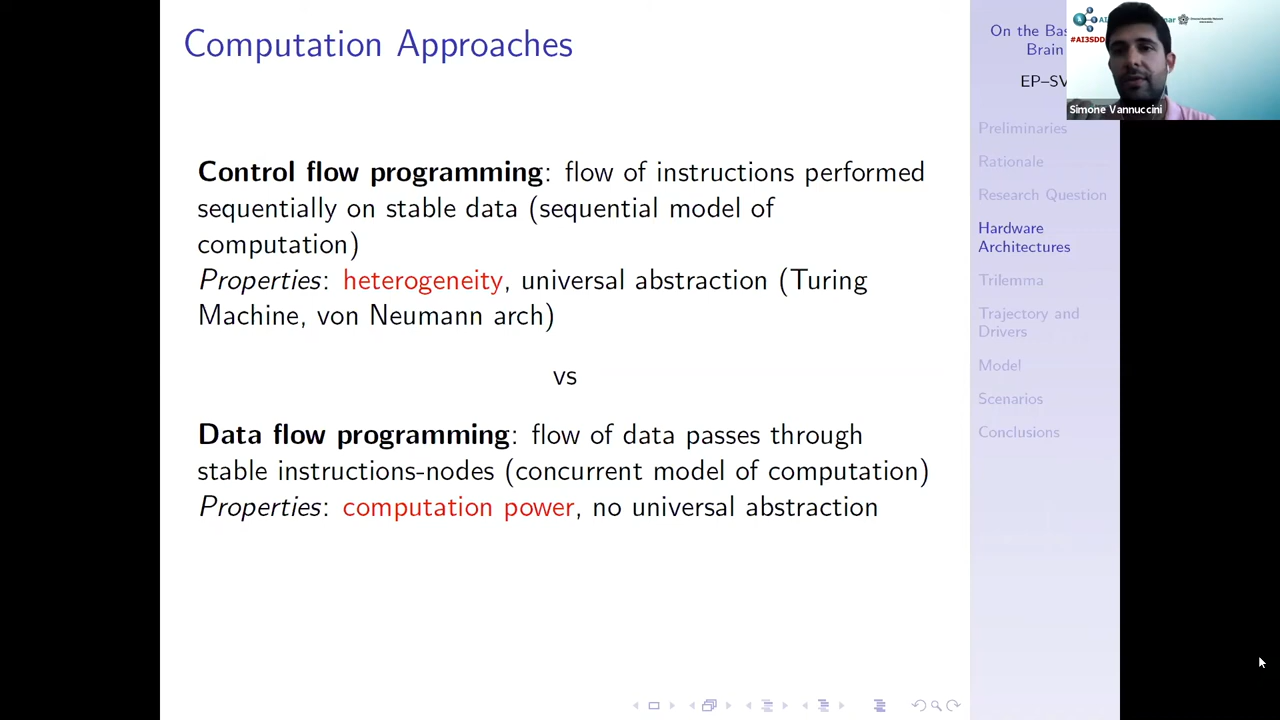 Computation Approaches
Control flow programming: flow of instructions performed
sequentially on stable data (sequential model of
computation)
Properties: heterogeneity, universal abstraction (Turing
Machine, von Neumann arch)
vs
Data flow programming: flow of data passes through
stable instructions-nodes (concurrent model of computation)
Properties: computation power, no universal abstraction
On the Bas
Brain
EP–SV
Preliminaries
Rationale
Research Question
Hardware
Architectures
Trilemma
Trajectory and
Drivers
Model
Scenarios
Conclusions
#AI3SDD
Simone Vannuccini